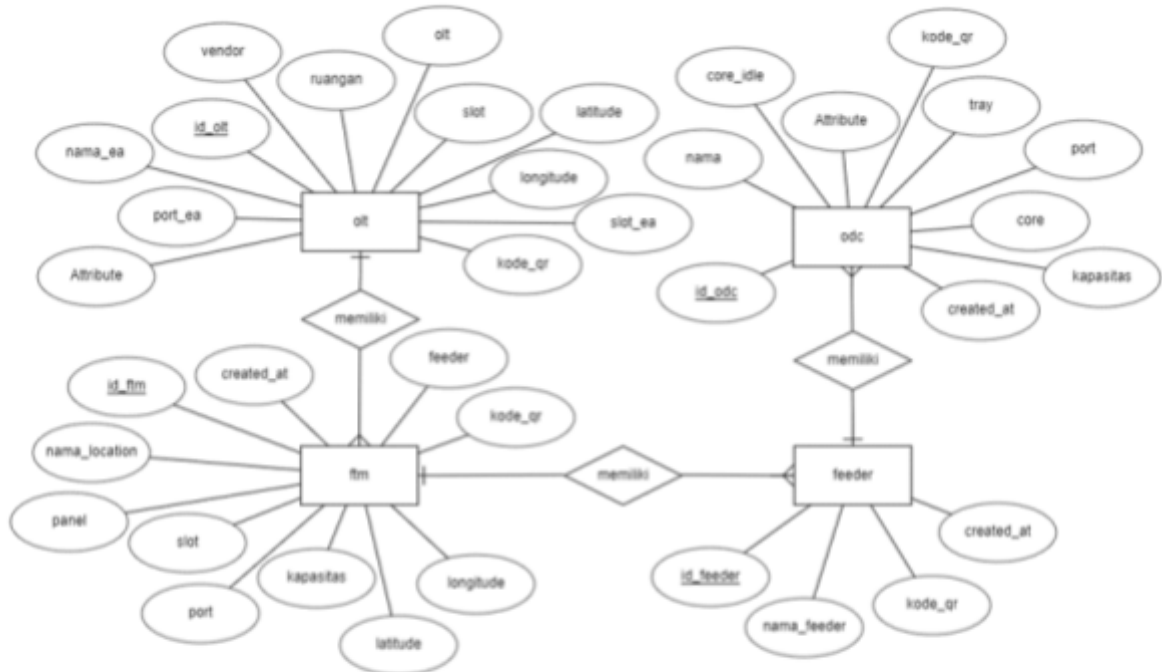 vendor
olt
ruangan
id_olt
slot
latitude
nama_ea
longitude
port_ea
olt
slot_ea
Attribute
kode_qr
memiliki
kode_qr
core_idle
Attribute
tray
nama
port
odc
core
id_odc
kapasitas
created_at
memiliki
feeder
created_at
id_ftm
kode_qr
nama_location
ftm
memiliki
feeder
panel
slot
kapasitas
longitude
port
latitude
created_at
id_feeder
kode_qr
nama_feeder